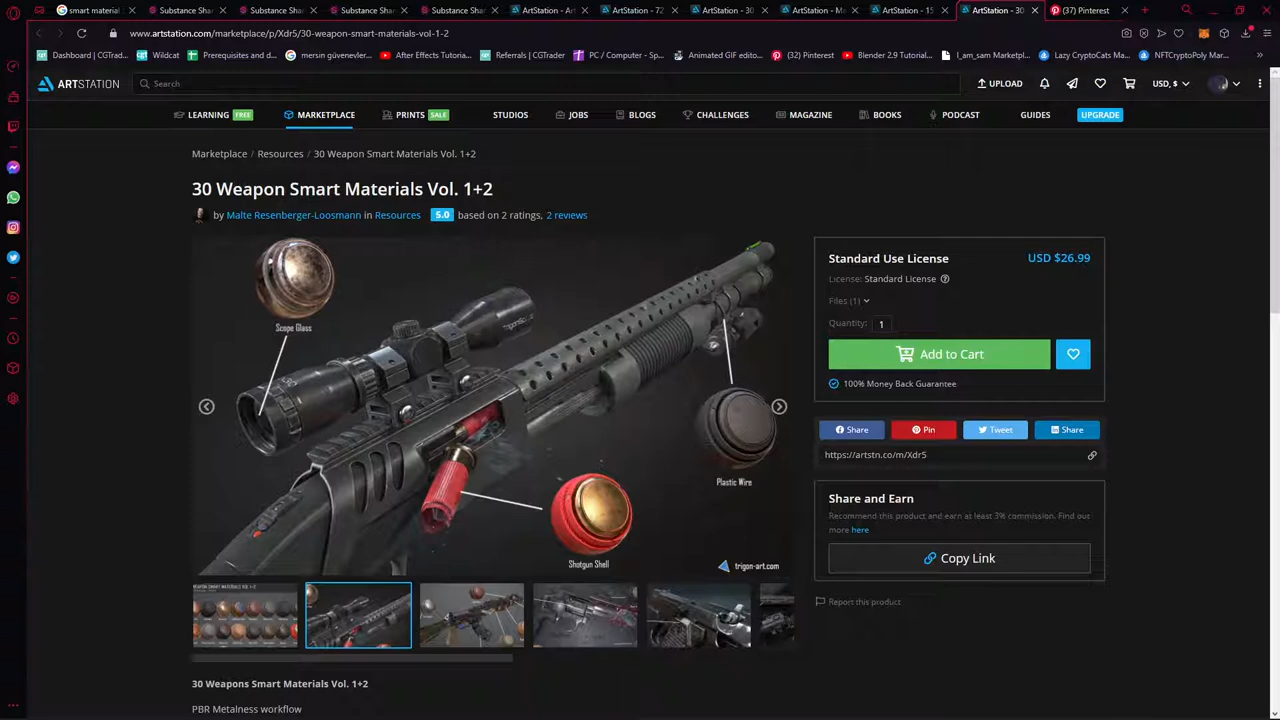 smart material
Substance Shar
Substance Shar
Substance Shar
Substance Shar
ArtStation - Ar
ArtStation - 72
ArtStation - 30
ArtStation - Ma
ArtStation - 15
ArtStation - 30
(37) Pinterest
www.artstation.com/marketplace/p/Xdr5/30-weapon-smart-materials-vol-1-2
Dashboard | CGTrader
Wildcat
Prerequisites and d...
mersin güvenevler...
After Effects Tutoria...
Referrals | CGTrader
PC / Computer - Sp...
Animated GIF editor...
(32) Pinterest
Blender 2.9 Tutorial...
I_am_sam Marketpl...
Lazy CryptoCats Ma...
NFTCryptoPoly Mar...
ARTSTATION
Search
UPLOAD
USD, $
LEARNING FREE
MARKETPLACE
PRINTS SALE
STUDIOS
JOBS
BLOGS
CHALLENGES
MAGAZINE
BOOKS
PODCAST
GUIDES
UPGRADE
Marketplace / Resources / 30 Weapon Smart Materials Vol. 1+2
30 Weapon Smart Materials Vol. 1+2
by Malte Resenberger-Loosmann in Resources 5.0 based on 2 ratings, 2 reviews
Scope Glass
Plastic Wire
Shotgun Shell
trigon-art.com
Standard Use License USD $26.99
License: Standard License
Files (1)
Quantity: 1
Add to Cart
100% Money Back Guarantee
Share
Pin
Tweet
Share
https://artstn.co/m/Xdr5
Share and Earn
Recommend this product and earn at least 3% commission. Find out
more here
Copy Link
Report this product
30 Weapons Smart Materials Vol. 1+2
PBR Metalness workflow